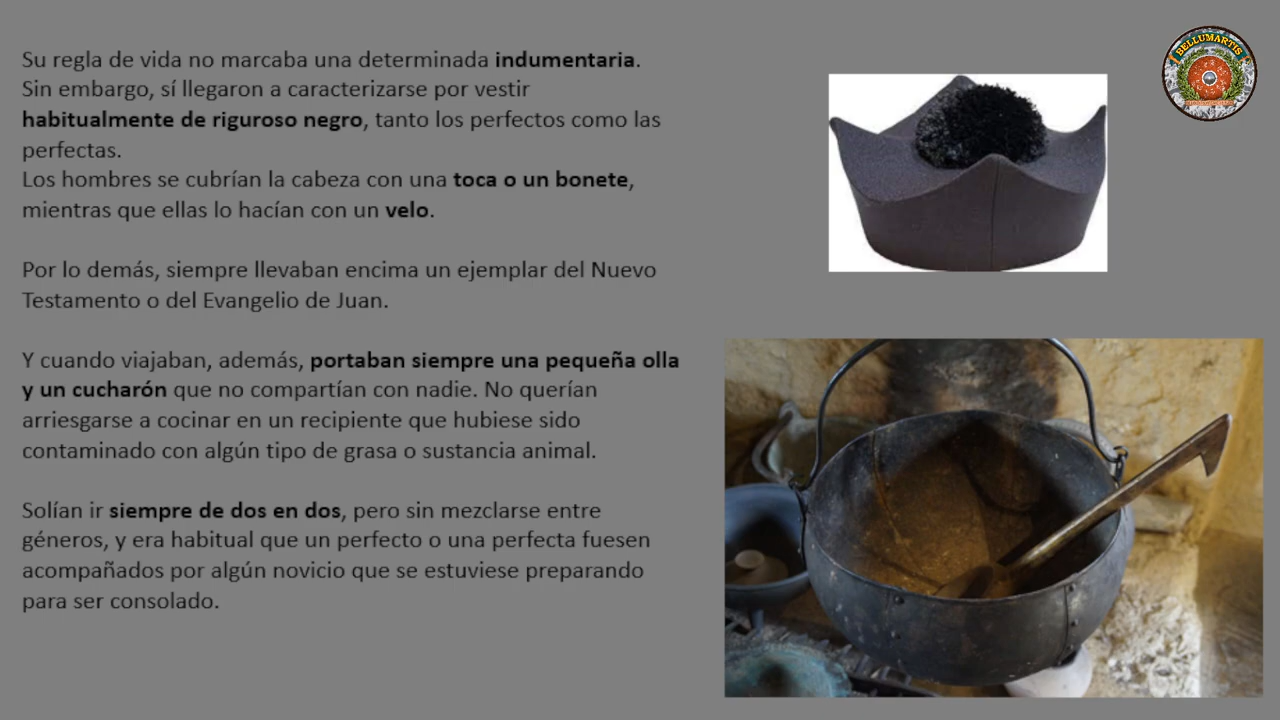 Su regla de vida no marcaba una determinada indumentaria.
Sin embargo, sí llegaron a caracterizarse por vestir
habitualmente de riguroso negro, tanto los perfectos como las
perfectas.
Los hombres se cubrían la cabeza con una toca o un bonete,
mientras que ellas lo hacían con un velo.
Por lo demás, siempre llevaban encima un ejemplar del Nuevo
Testamento o del Evangelio de Juan.
Y cuando viajaban, además, portaban siempre una pequeña olla
y un cucharón que no compartían con nadie. No querían
arriesgarse a cocinar en un recipiente que hubiese sido
contaminado con algún tipo de grasa o sustancia animal.
Solían ir siempre de dos en dos, pero sin mezclarse entre
géneros, y era habitual que un perfecto o una perfecta fuesen
acompañados por algún novicio que se estuviese preparando
para ser consolado.
BELLUMARTIS